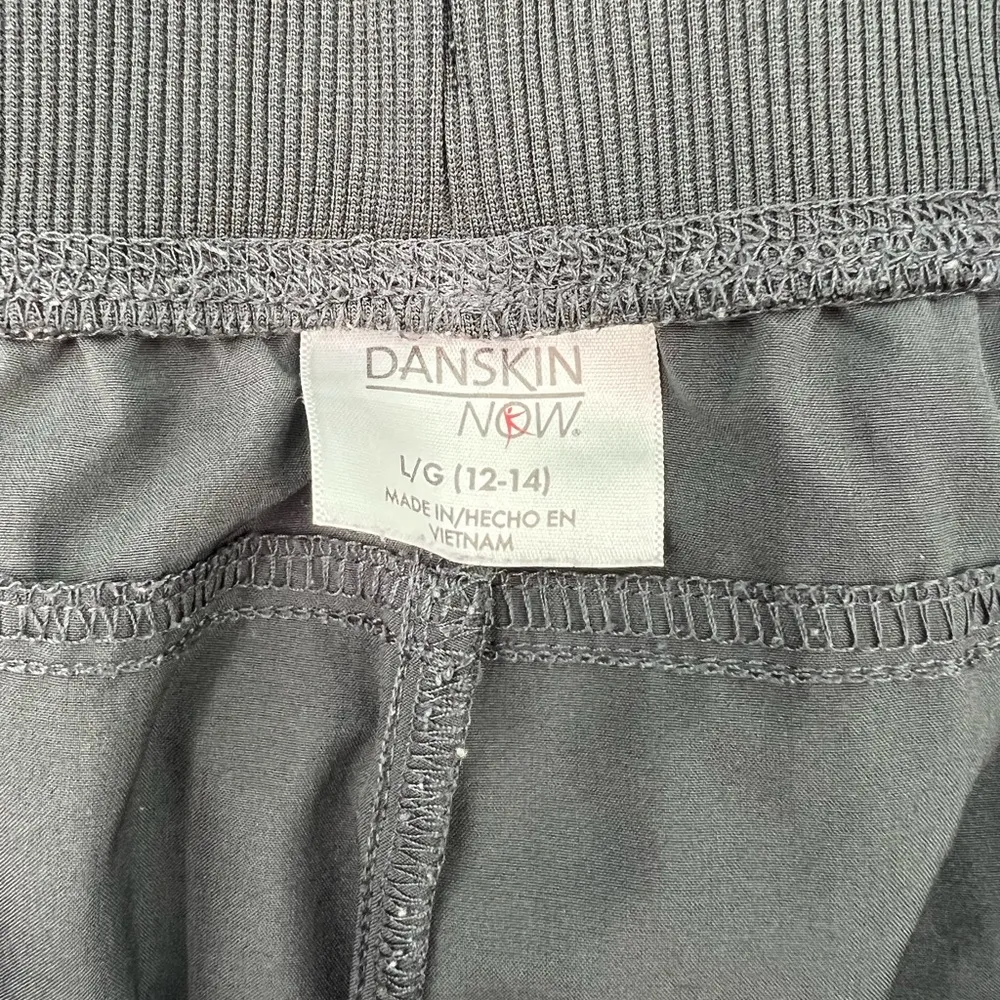 DANSKIN
NOW®
L/G (12-14)
MADE IN/HECHO EN
VIETNAM